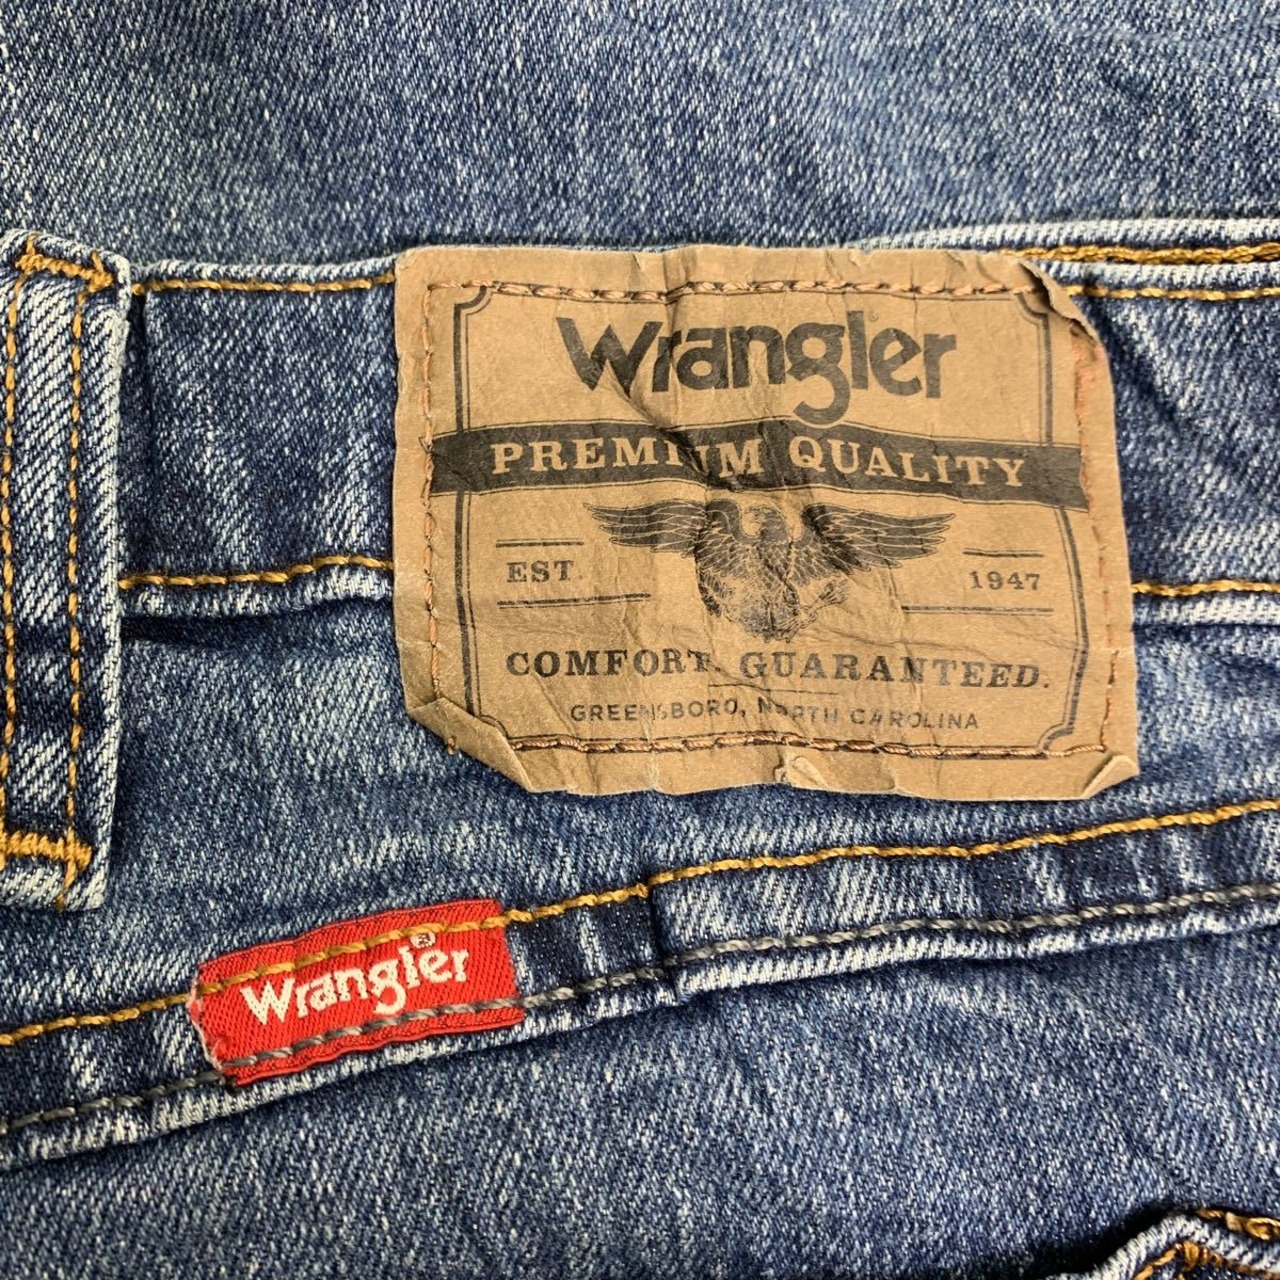 Wrangler
PREMIUM QUALITY
EST. 1947
COMFORT. GUARANTEED.
GREENSBORO, NORTH CAROLINA
Wrangler®